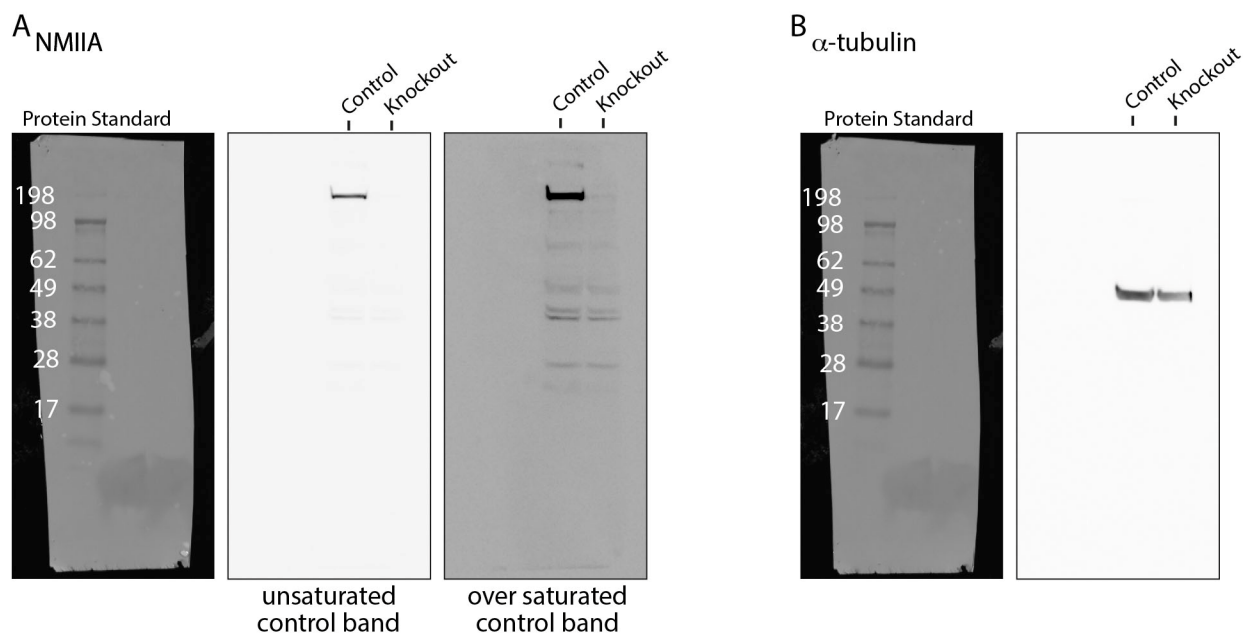 A
NMIIA
Protein Standard
Control
Knockout
Control
Knockout
198
98
62
49
38
28
17
unsaturated
control band
over saturated
control band
B
α-tubulin
Protein Standard
Control
Knockout
198
98
62
49
38
28
17